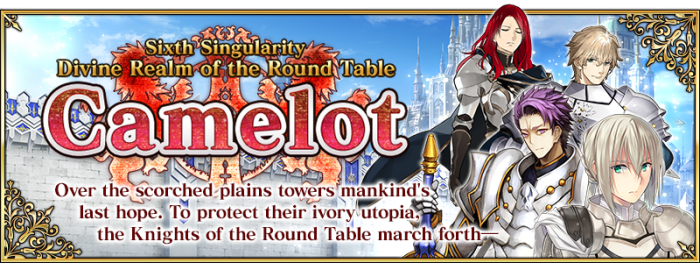 Sixth Singularity
Divine Realm of the Round Table
Camelot
Over the scorched plains towers mankind's
last hope. To protect their ivory utopia,
the Knights of the Round Table march forth—